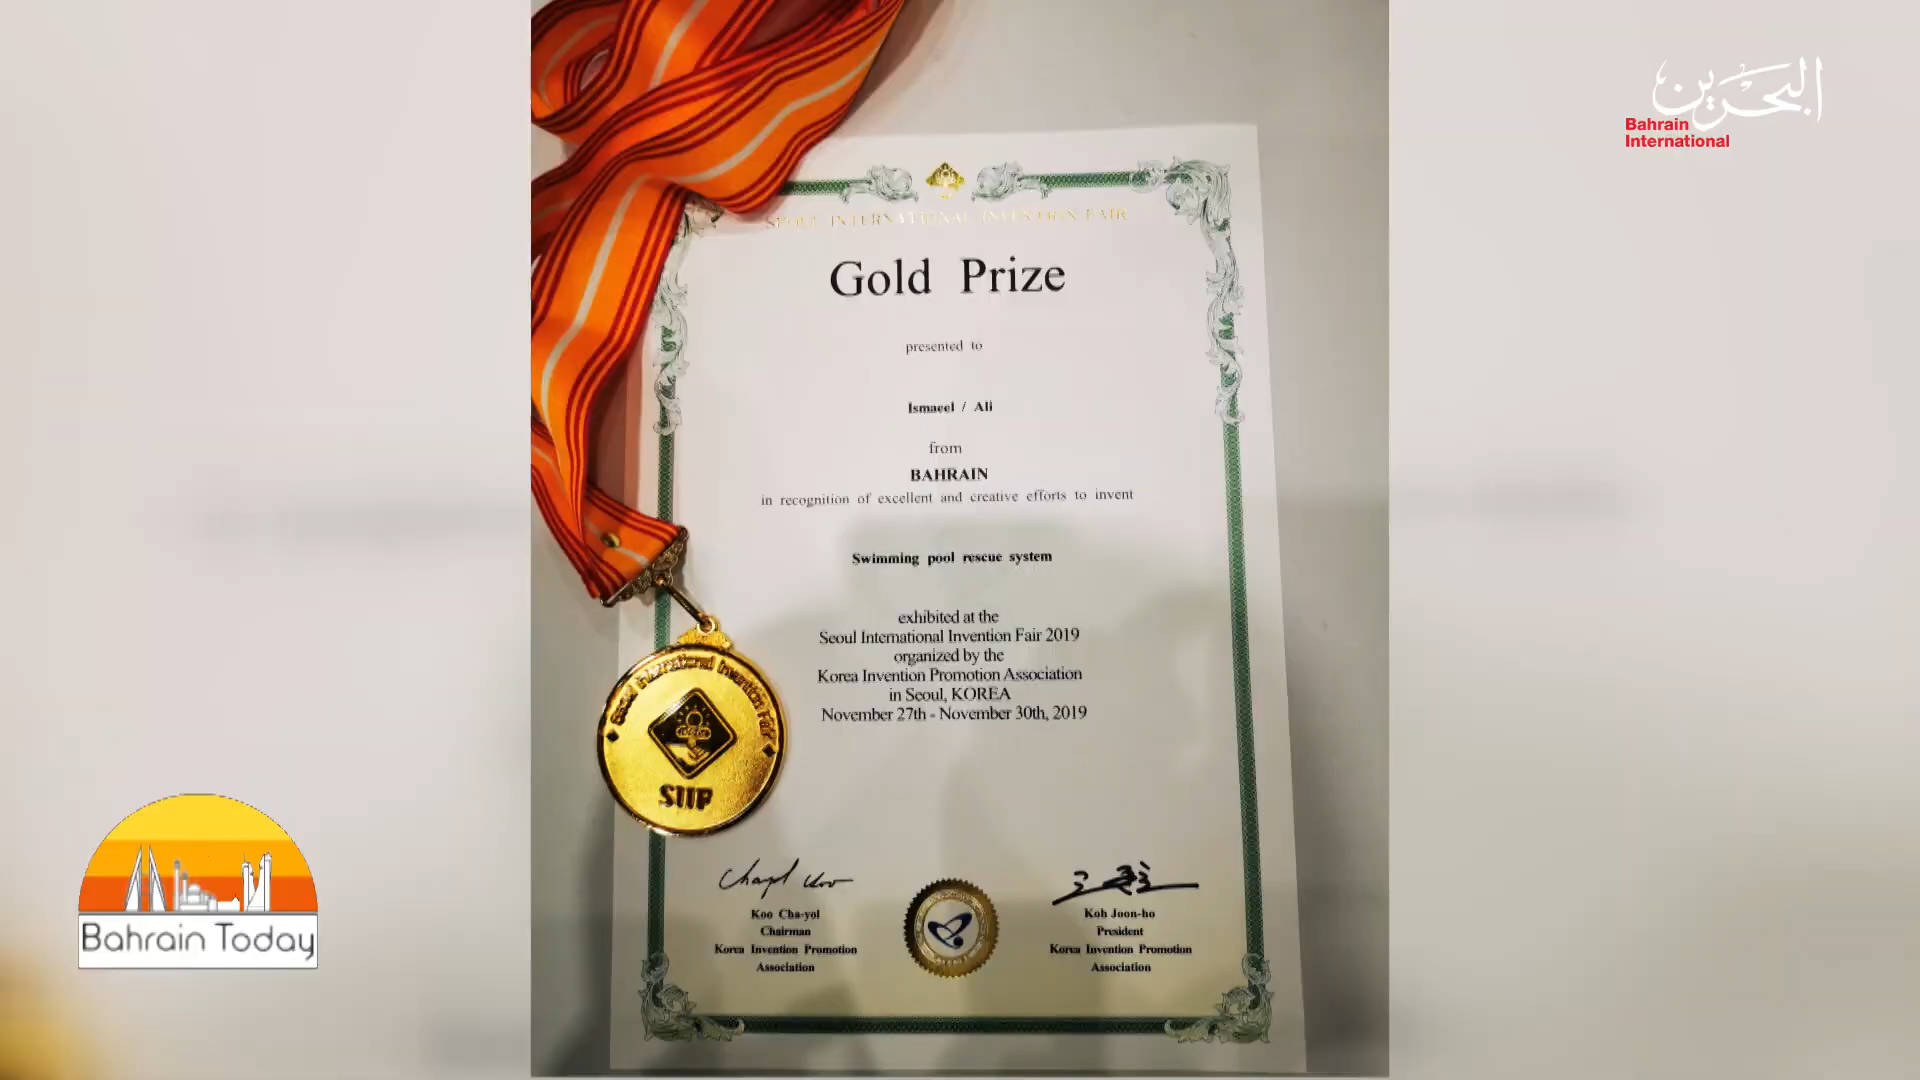 البحرين
Bahrain
International
SEOUL INTERNATIONAL INVENTION FAIR
Gold Prize
presented to
Ismaeel / Ali
from
BAHRAIN
in recognition of excellent and creative efforts to invent
Swimming pool rescue system
exhibited at the
Seoul International Invention Fair 2019
organized by the
Korea Invention Promotion Association
in Seoul, KOREA
November 27th - November 30th, 2019
Seoul International Invention Fair
SIIF
Koo Cha-yol
Chairman
Korea Invention Promotion
Association
Koh Joon-ho
President
Korea Invention Promotion
Association
Bahrain Today